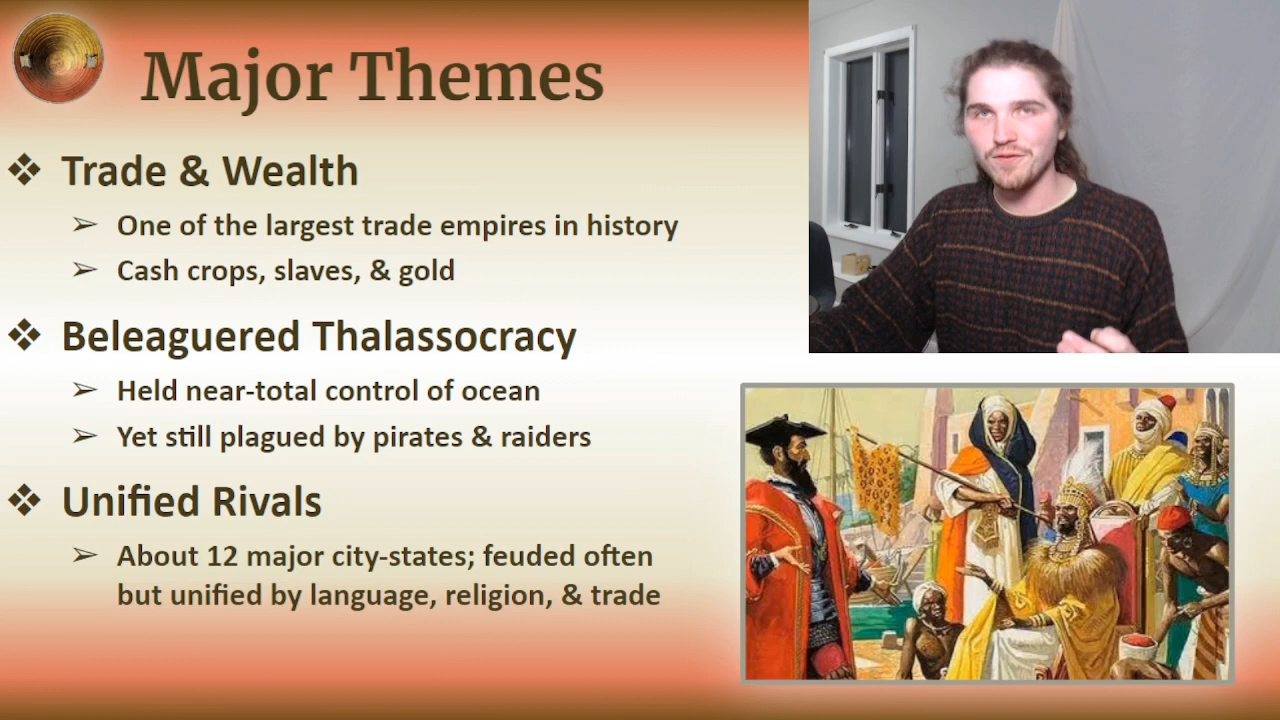 Major Themes
❖ Trade & Wealth
➢ One of the largest trade empires in history
➢ Cash crops, slaves, & gold
❖ Beleaguered Thalassocracy
➢ Held near-total control of ocean
➢ Yet still plagued by pirates & raiders
❖ Unified Rivals
➢ About 12 major city-states; feuded often
but unified by language, religion, & trade